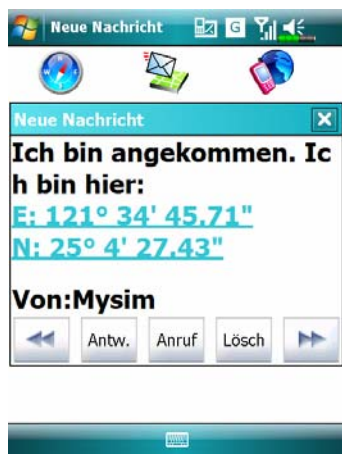 Neue Nachricht
G
Neue Nachricht
Ich bin angekommen. Ic
h bin hier:
E: 121° 34' 45.71"
N: 25° 4' 27.43"
Von:Mysim
Antw. Anruf Lösch